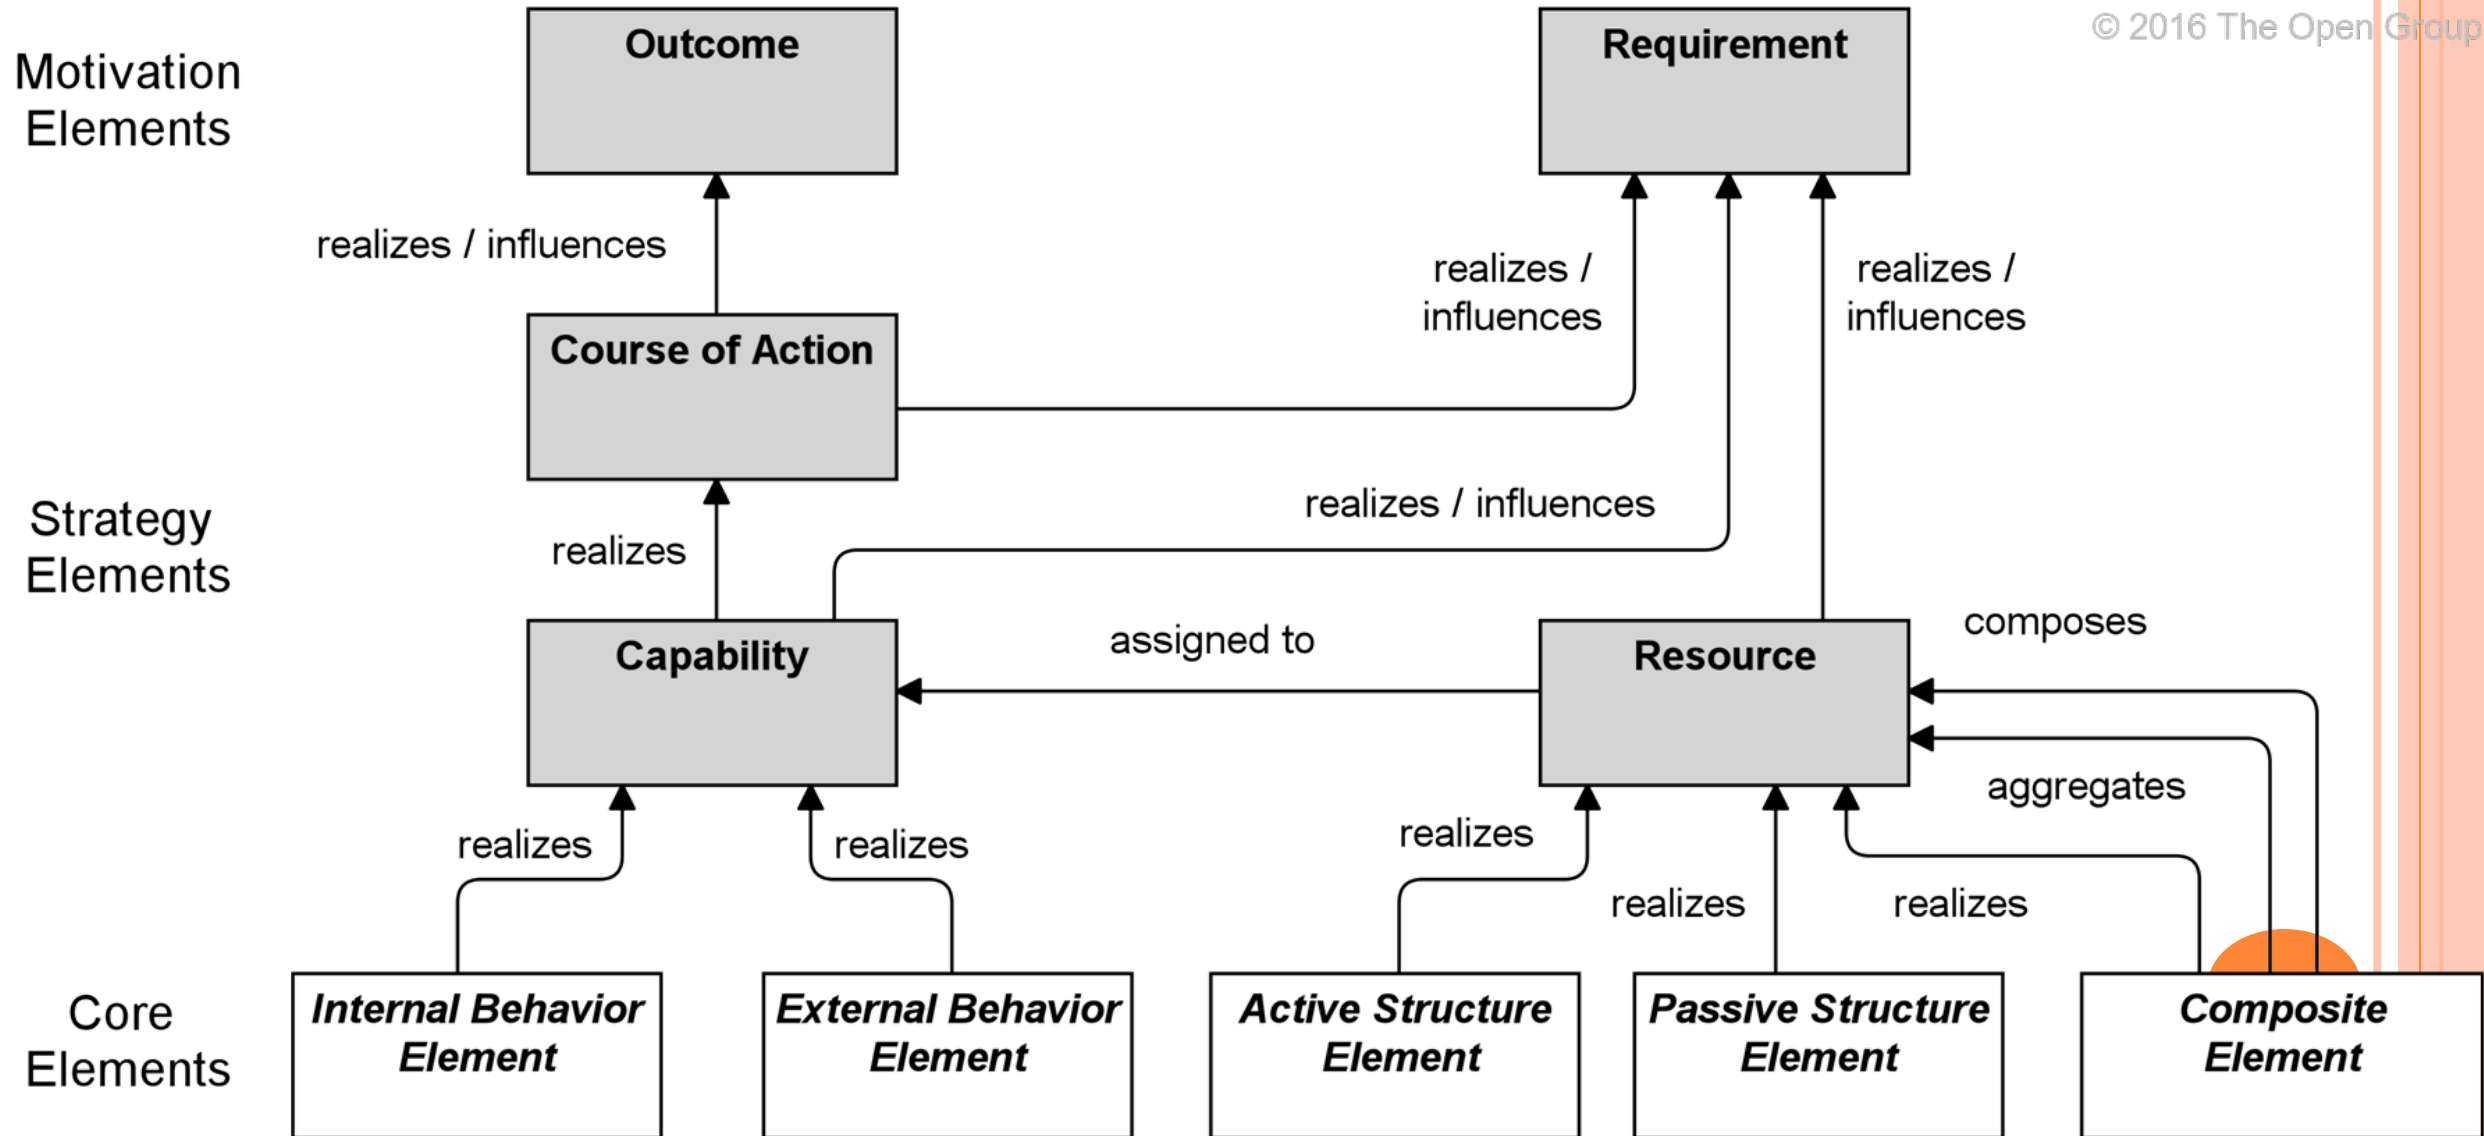 © 2016 The Open Group
Motivation
Elements
Outcome
Requirement
realizes / influences
realizes /
influences
realizes /
influences
Course of Action
Strategy
Elements
realizes / influences
realizes
Capability
assigned to
Resource
composes
aggregates
realizes
realizes
realizes
realizes
realizes
Core
Elements
Internal Behavior
Element
External Behavior
Element
Active Structure
Element
Passive Structure
Element
Composite
Element